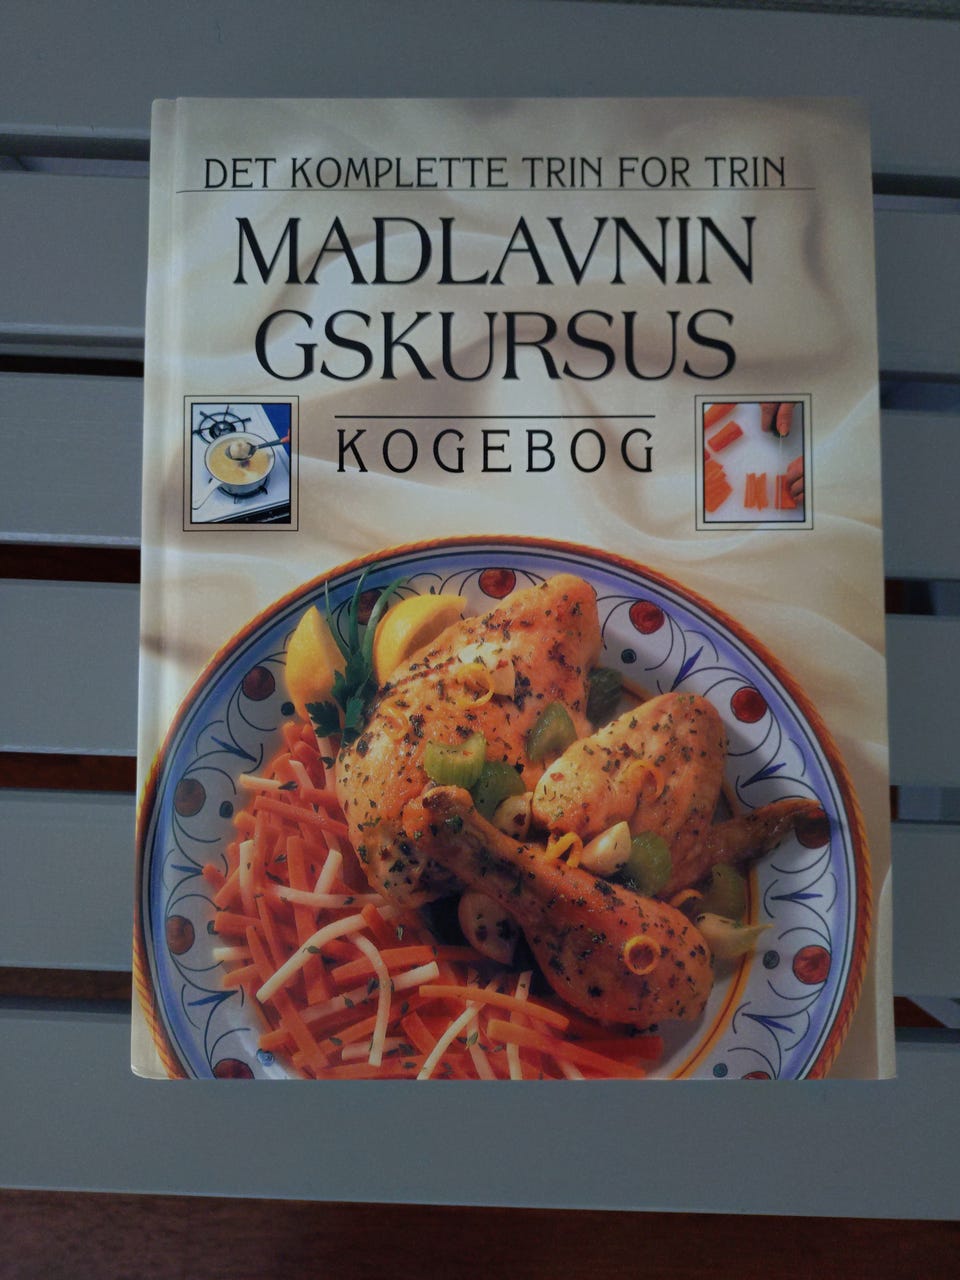 DET KOMPLETTE TRIN FOR TRIN
MADLAVNIN
GSKURSUS
KOGEBOG